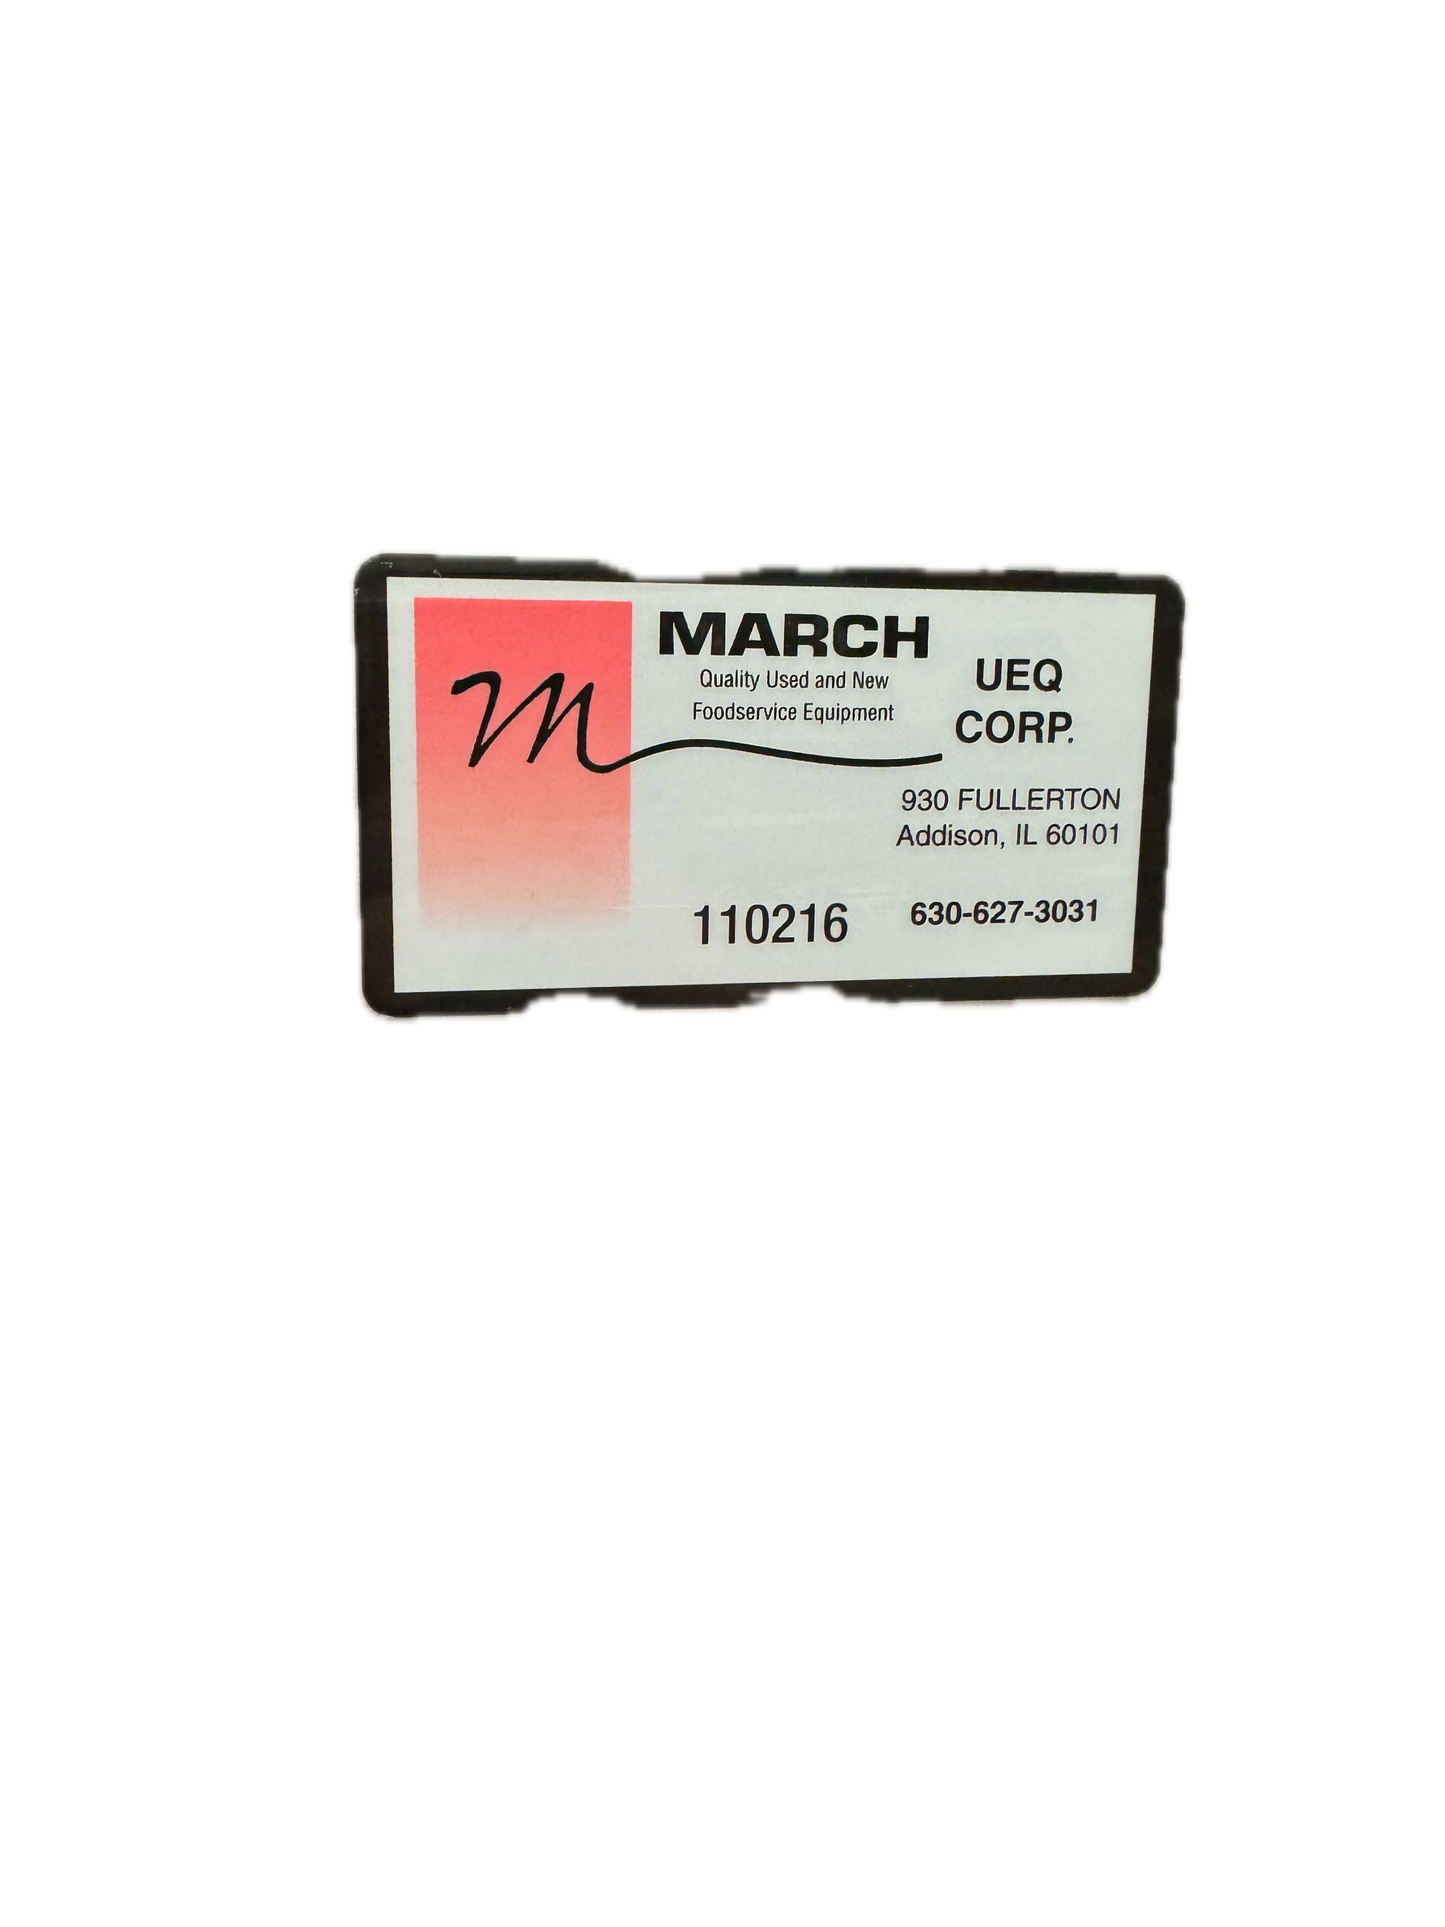 m
MARCH
Quality Used and New
Foodservice Equipment
UEQ
CORP.
930 FULLERTON
Addison, IL 60101
110216
630-627-3031